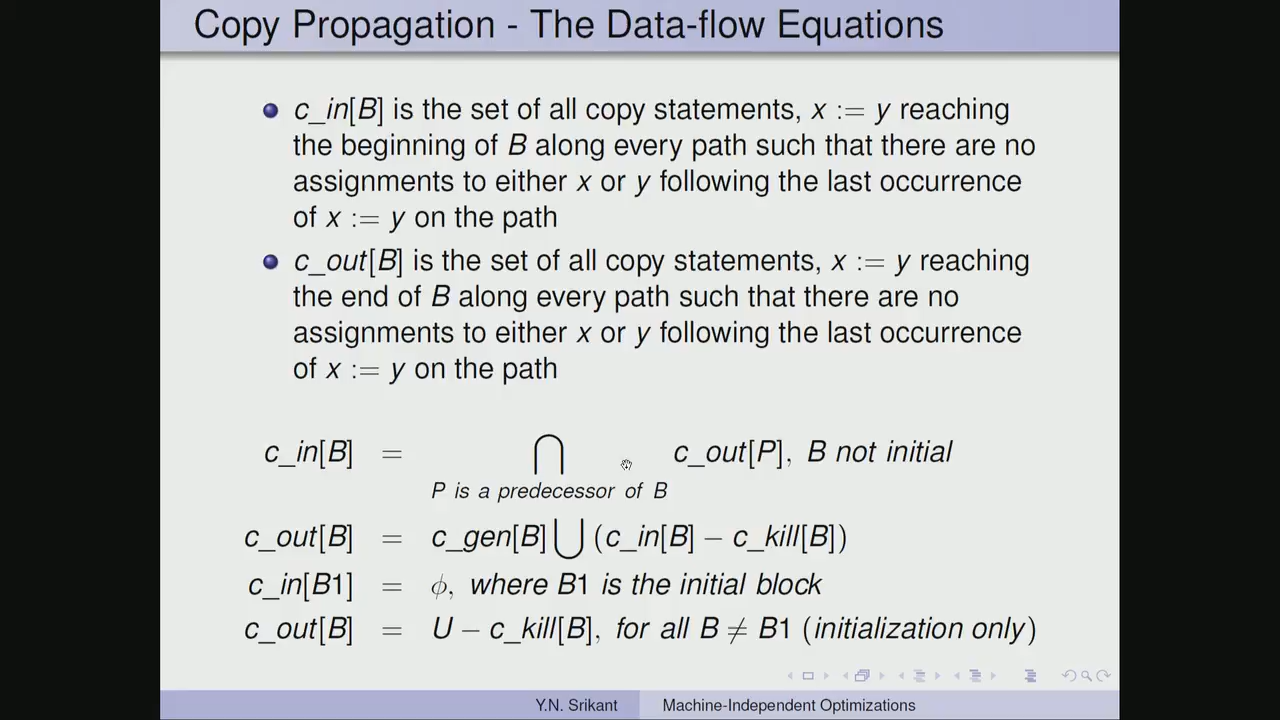 Copy Propagation - The Data-flow Equations
c_in[B] is the set of all copy statements, x := y reaching
the beginning of B along every path such that there are no
assignments to either x or y following the last occurrence
of x := y on the path
c_out[B] is the set of all copy statements, x := y reaching
the end of B along every path such that there are no
assignments to either x or y following the last occurrence
of x := y on the path
c_in[B] = ⋂ c_out[P], B not initial
P is a predecessor of B
c_out[B] = c_gen[B] ⋃ (c_in[B] − c_kill[B])
c_in[B1] = ϕ, where B1 is the initial block
c_out[B] = U − c_kill[B], for all B ≠ B1 (initialization only)
Y.N. Srikant Machine-Independent Optimizations